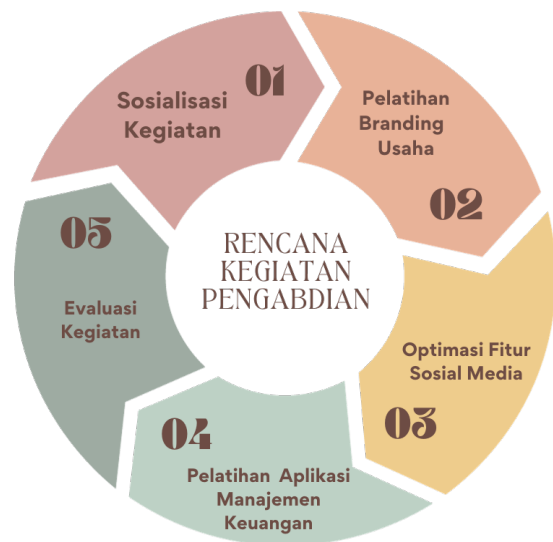 01
Sosialisasi
Kegiatan
Pelatihan
Branding
Usaha
02
RENCANA
KEGIATAN
PENGABDIAN
Optimasi Fitur
Sosial Media
03
04
Pelatihan Aplikasi
Manajemen
Keuangan
05
Evaluasi
Kegiatan